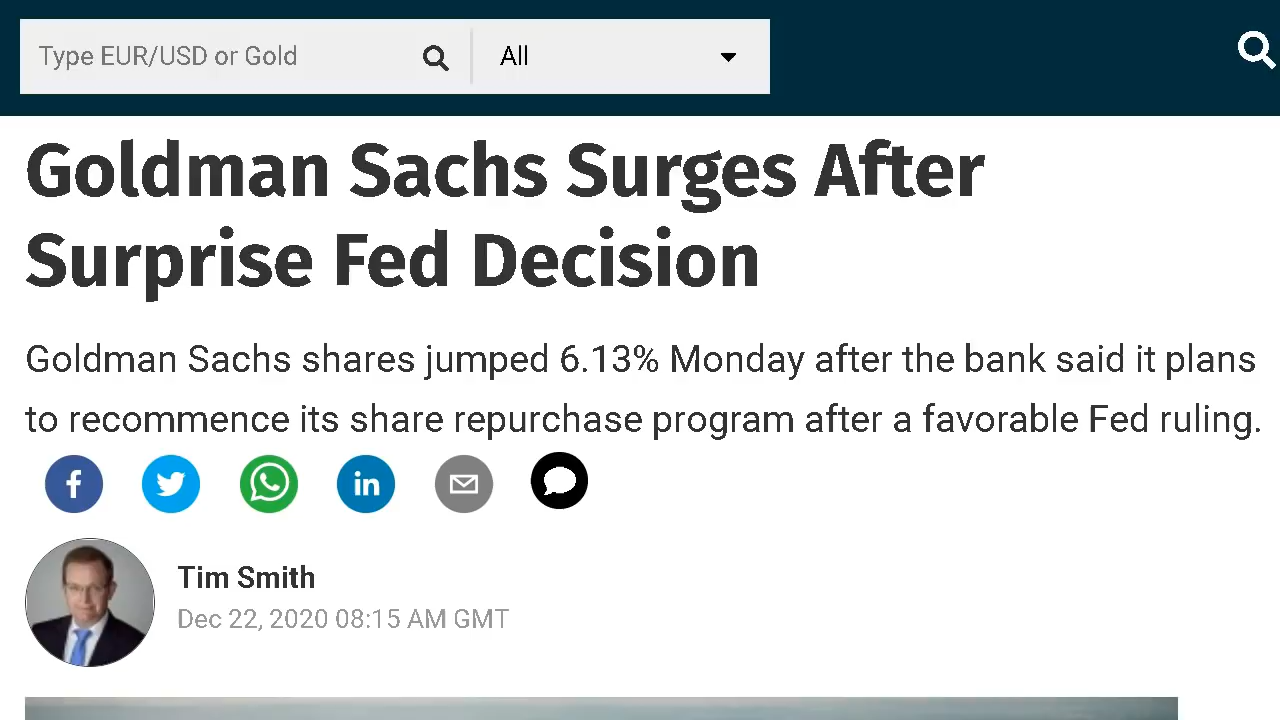 Type EUR/USD or Gold All
Goldman Sachs Surges After
Surprise Fed Decision
Goldman Sachs shares jumped 6.13% Monday after the bank said it plans
to recommence its share repurchase program after a favorable Fed ruling.
f in
Tim Smith
Dec 22, 2020 08:15 AM GMT